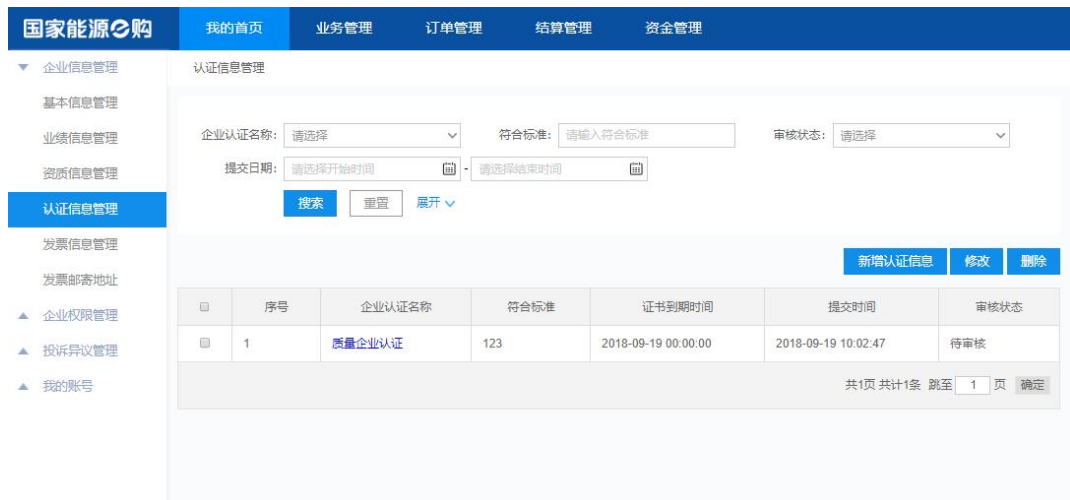 国家能源e购 我的首页 业务管理 订单管理 结算管理 资金管理
企业信息管理 认证信息管理
基本信息管理
业绩信息管理 企业认证名称: 请选择 符合标准: 请输入符合标准 审核状态: 请选择
资质信息管理 提交日期: 请选择开始时间 - 请选择结束时间
认证信息管理 搜索 重置 展开
发票信息管理 新增认证信息 修改 删除
发票邮寄地址
企业权限管理 序号 企业认证名称 符合标准 证书到期时间 提交时间 审核状态
投诉异议管理 1 质量企业认证 123 2018-09-19 00:00:00 2018-09-19 10:02:47 待审核
我的账号 共1页 共计1条 跳至 1 页 确定